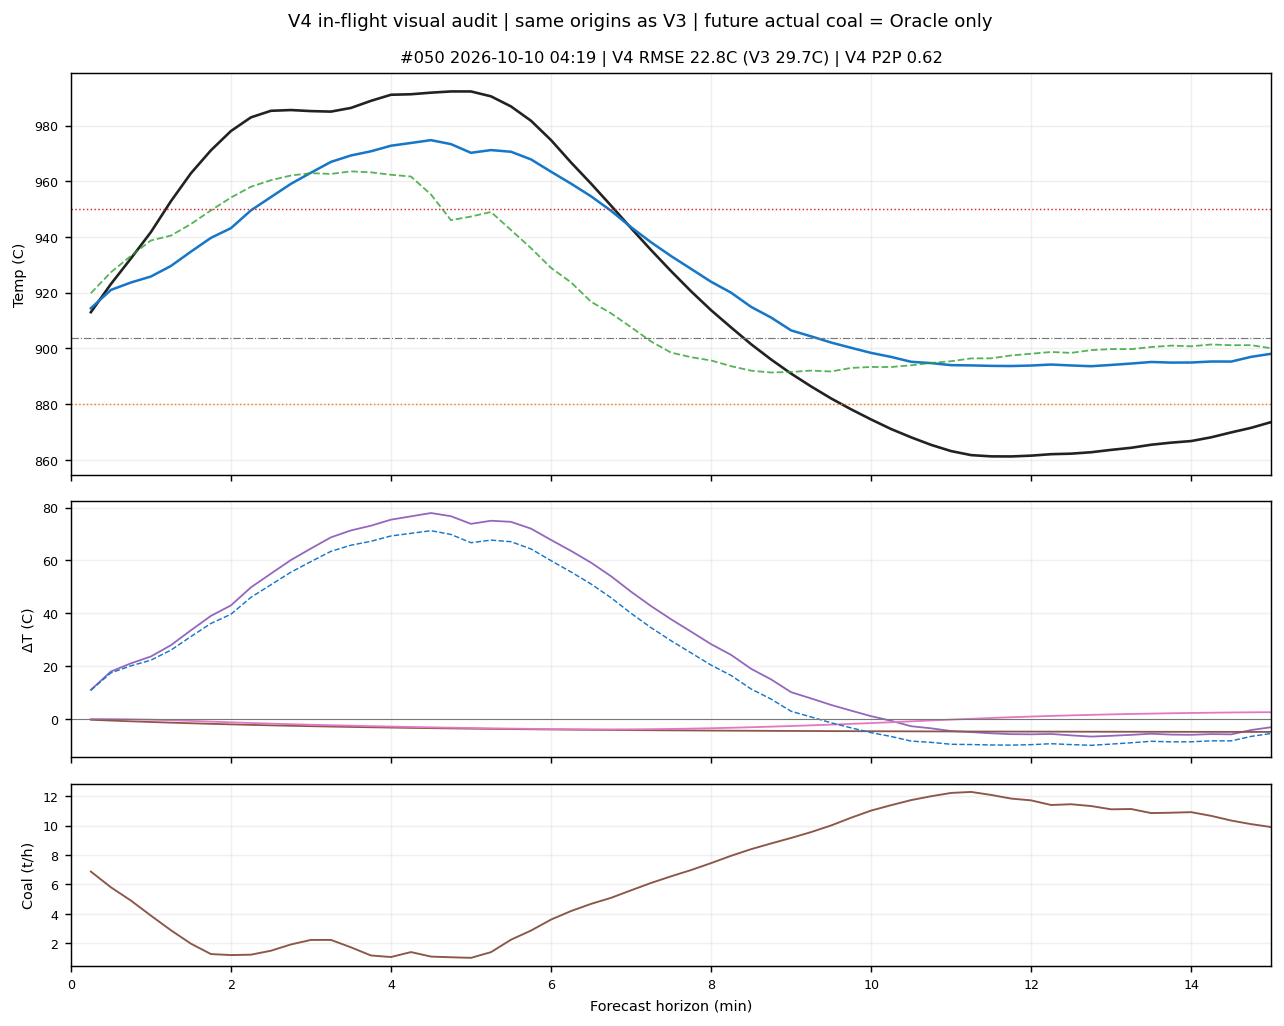 V4 in-flight visual audit | same origins as V3 | future actual coal = Oracle only
#050 2026-10-10 04:19 | V4 RMSE 22.8C (V3 29.7C) | V4 P2P 0.62
980
960
940
920
900
880
860
Temp (C)
80
60
40
20
0
ΔT (C)
12
10
8
6
4
2
Coal (t/h)
0 2 4 6 8 10 12 14
Forecast horizon (min)